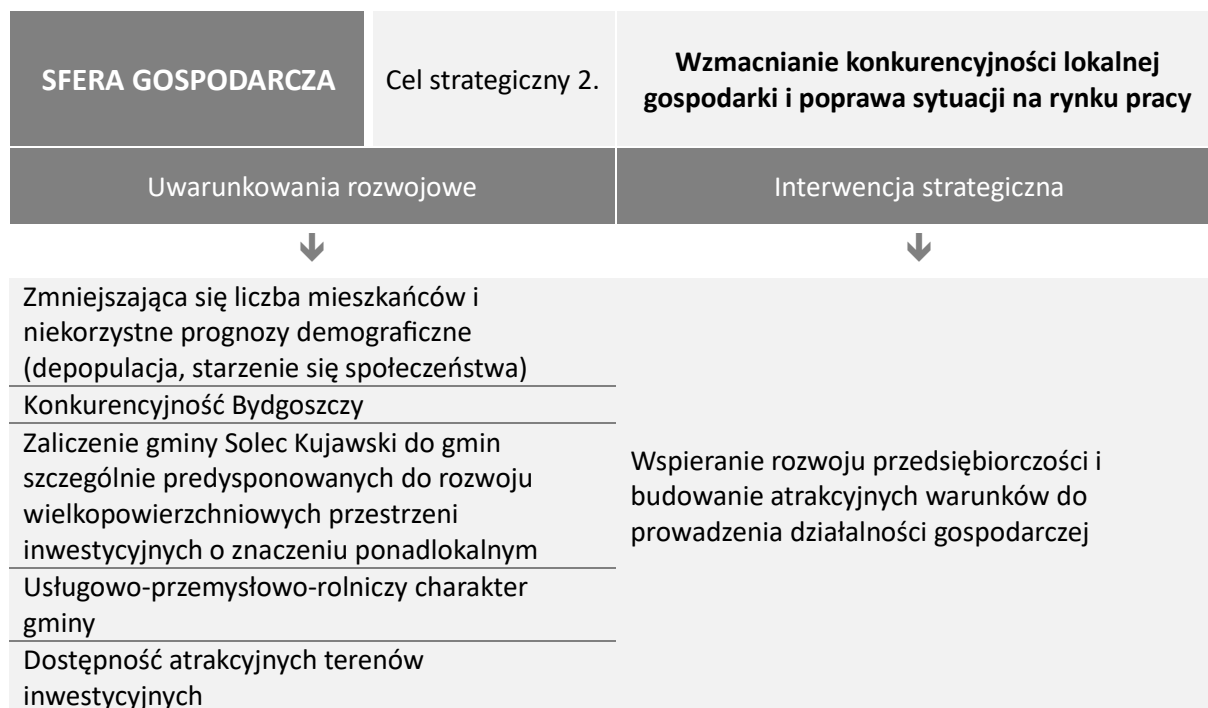 SFERA GOSPODARCZA
Cel strategiczny 2.
Wzmacnianie konkurencyjności lokalnej
gospodarki i poprawa sytuacji na rynku pracy
Uwarunkowania rozwojowe
Interwencja strategiczna
Zmniejszająca się liczba mieszkańców i
niekorzystne prognozy demograficzne
(depopulacja, starzenie się społeczeństwa)
Konkurencyjność Bydgoszczy
Zaliczenie gminy Solec Kujawski do gmin
szczególnie predysponowanych do rozwoju
wielkopowierzchniowych przestrzeni
inwestycyjnych o znaczeniu ponadlokalnym
Usługowo-przemysłowo-rolniczy charakter
gminy
Dostępność atrakcyjnych terenów
inwestycyjnych
Wspieranie rozwoju przedsiębiorczości i
budowanie atrakcyjnych warunków do
prowadzenia działalności gospodarczej